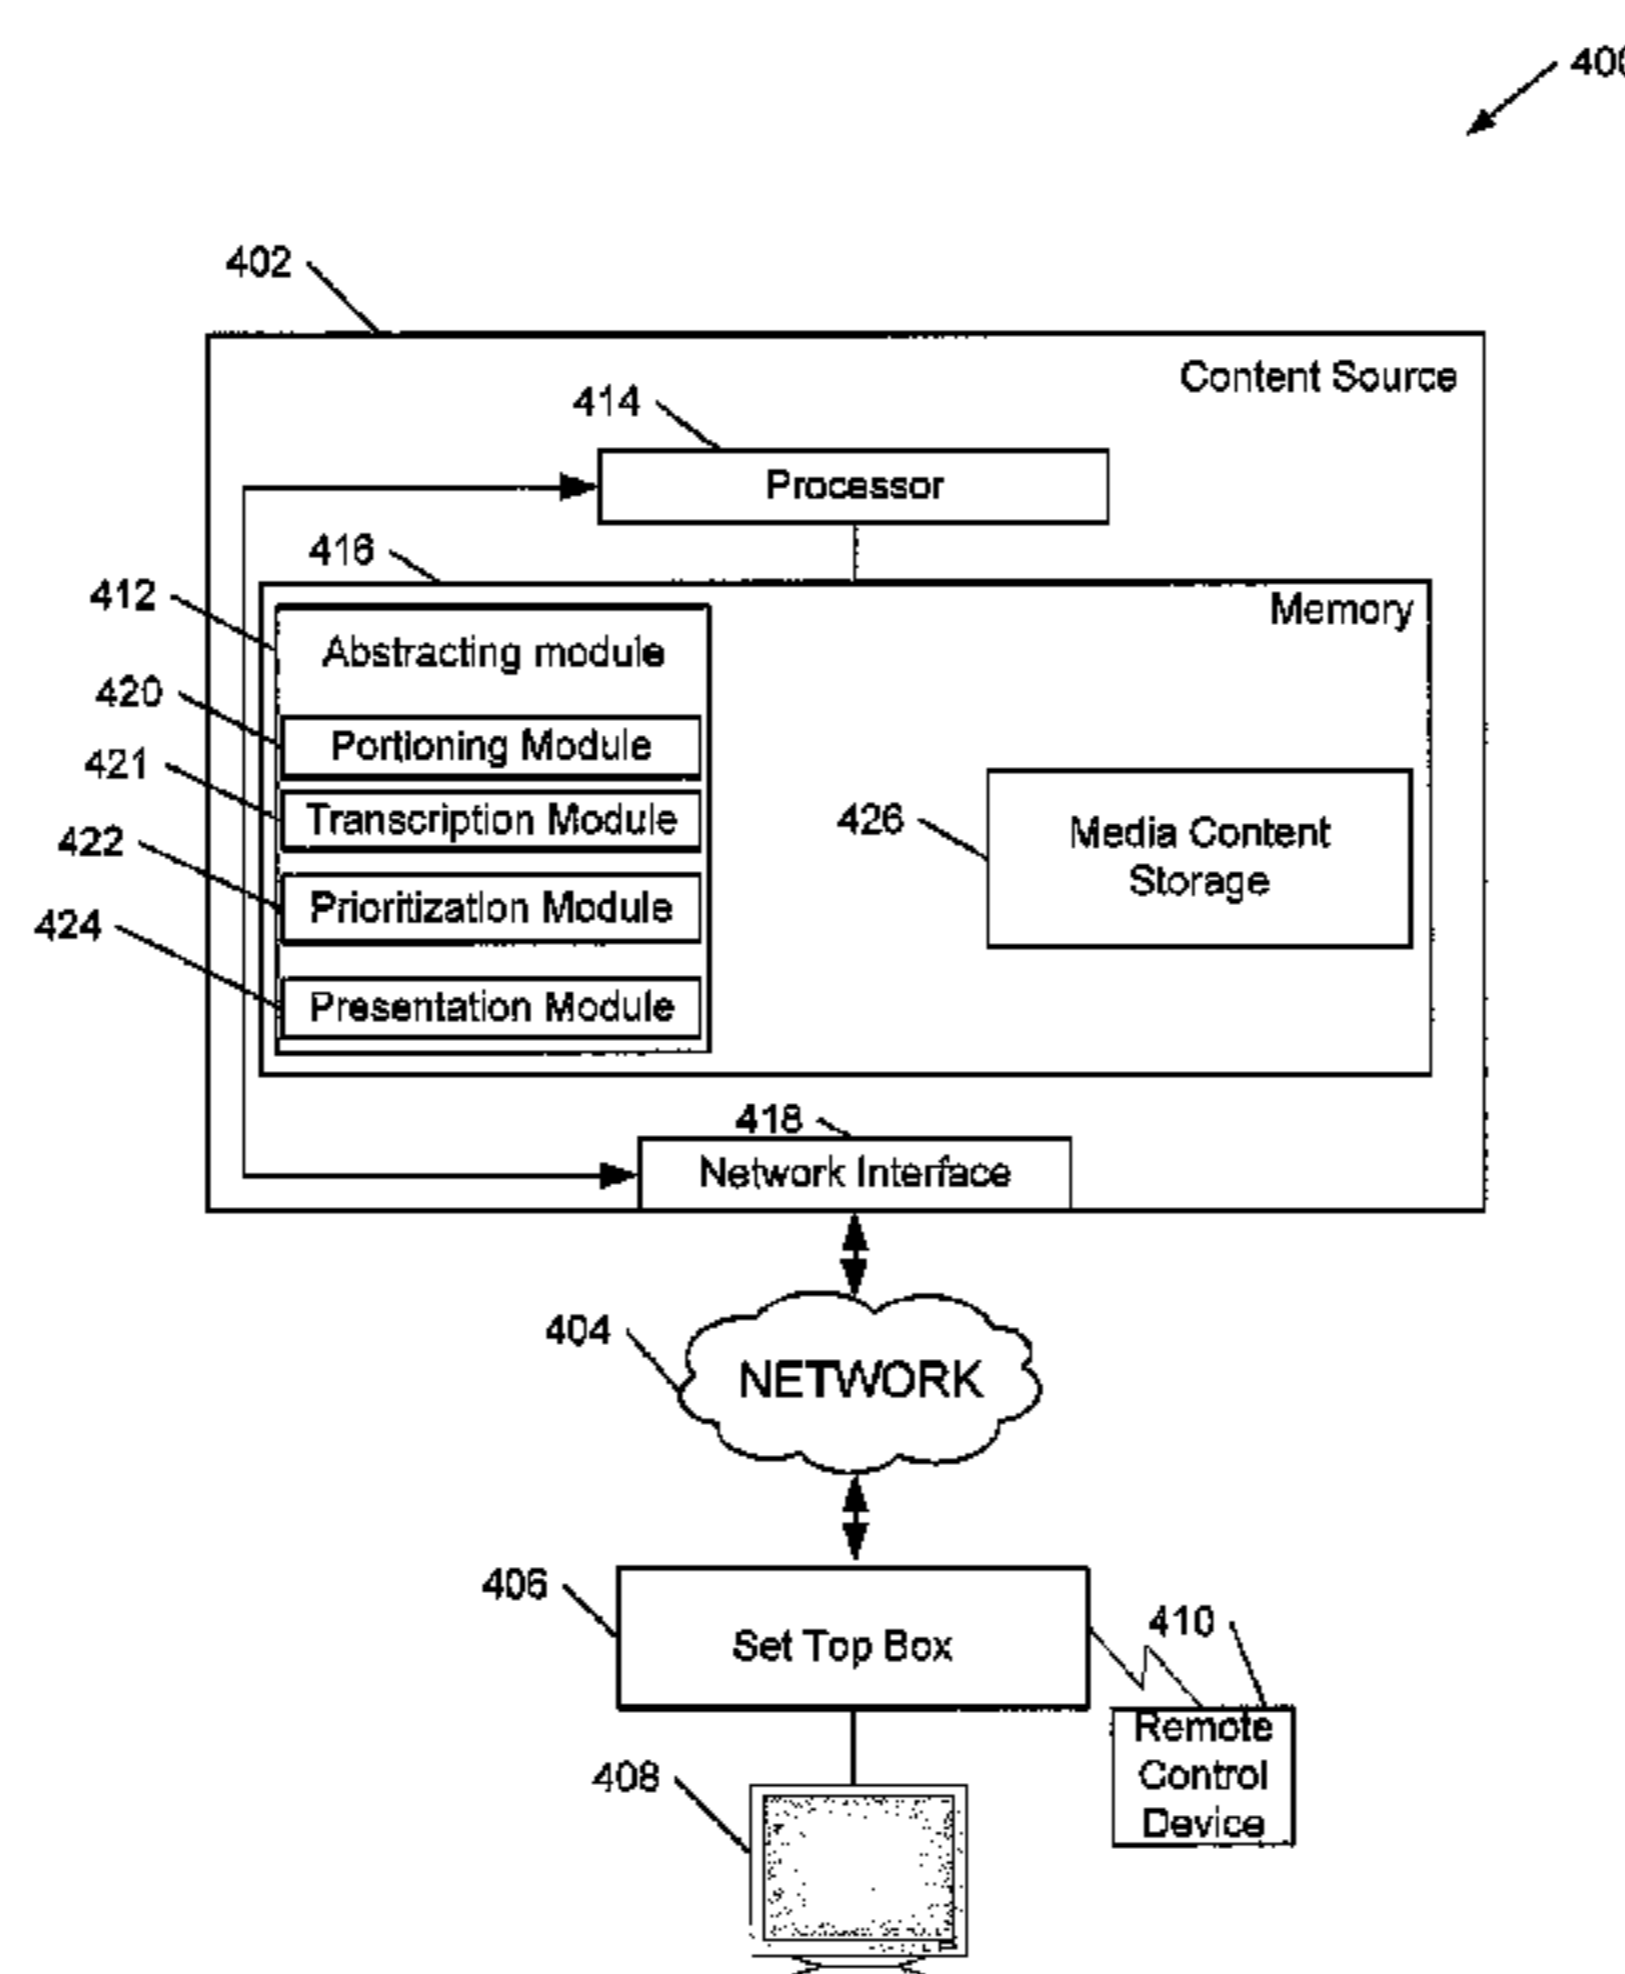 400
402
Content Source
414
Processor
416
412
Memory
Abstracting module
420
Portioning Module
421
Transcription Module
426
Media Content
Storage
422
Prioritization Module
424
Presentation Module
418
Network Interface
404
NETWORK
406
Set Top Box
410
Remote
Control
Device
408